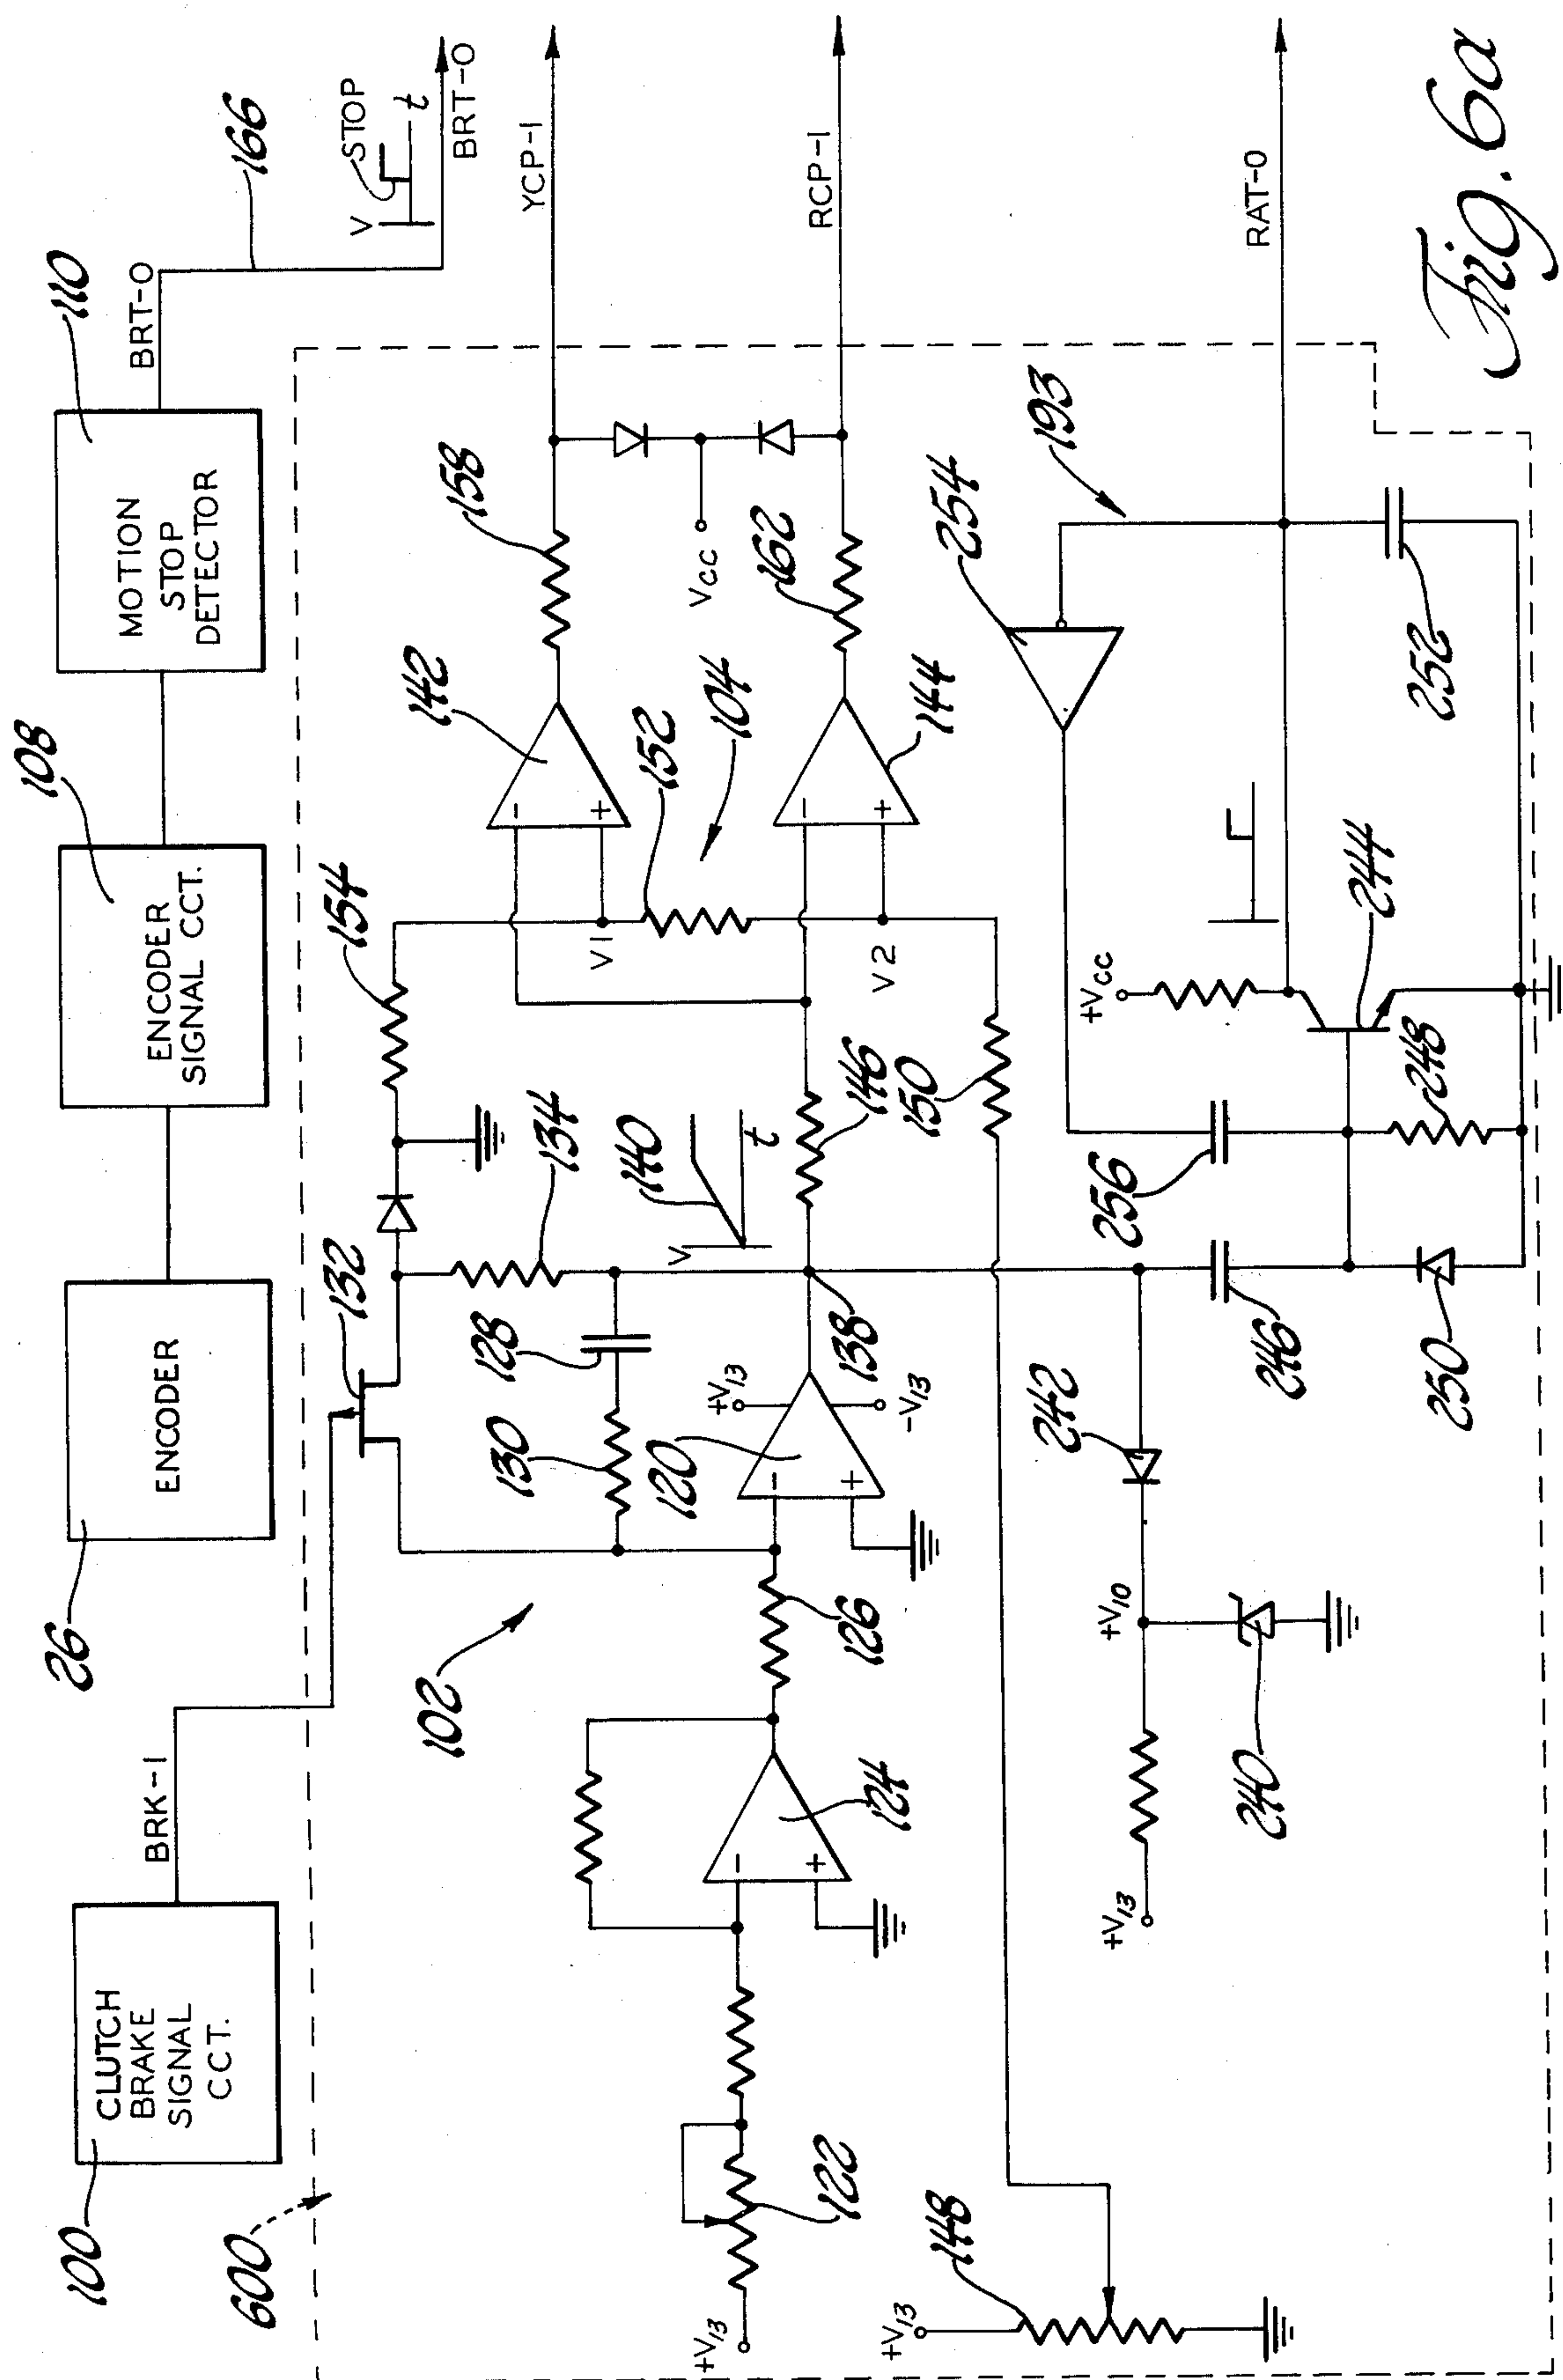 100
CLUTCH
BRAKE
SIGNAL
C.C.T.
BRK-1
26
ENCODER
108
ENCODER
SIGNAL CCT.
110
MOTION
STOP
DETECTOR
BRT-0
166
V
STOP
t
BRT-0
600
102
132
154
142
158
YCP-1
134
128
130
V1
152
104
Vcc
+V13
122
124
126
120
+V13
-V13
138
V
140
t
146
V2
144
162
RCP-1
148
+V13
150
254
193
+V13
+V10
242
240
256
246
250
+Vcc
248
244
252
RAT-0
Fig. 6a